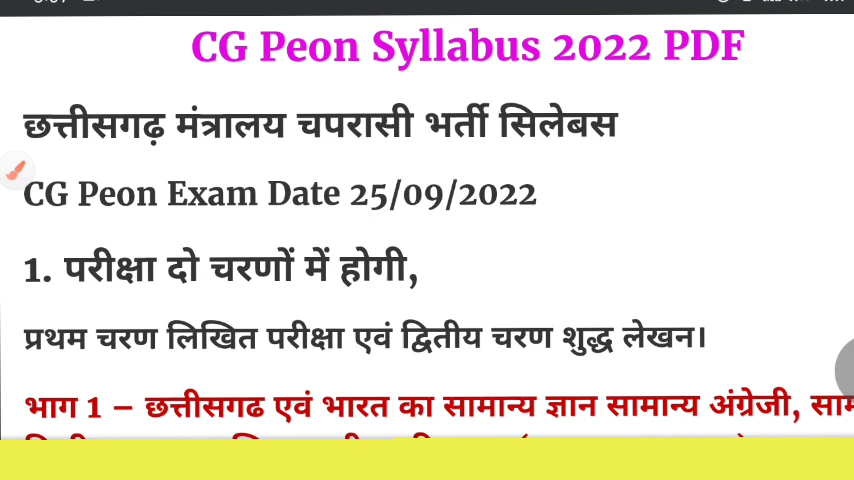 CG Peon Syllabus 2022 PDF
छत्तीसगढ़ मंत्रालय चपरासी भर्ती सिलेबस
CG Peon Exam Date 25/09/2022
1. परीक्षा दो चरणों में होगी,
प्रथम चरण लिखित परीक्षा एवं द्वितीय चरण शुद्ध लेखन।
भाग 1 – छत्तीसगढ एवं भारत का सामान्य ज्ञान सामान्य अंग्रेजी,